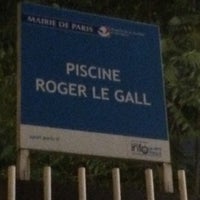 MAIRIE DE PARIS
PISCINE
ROGER LE GALL
info